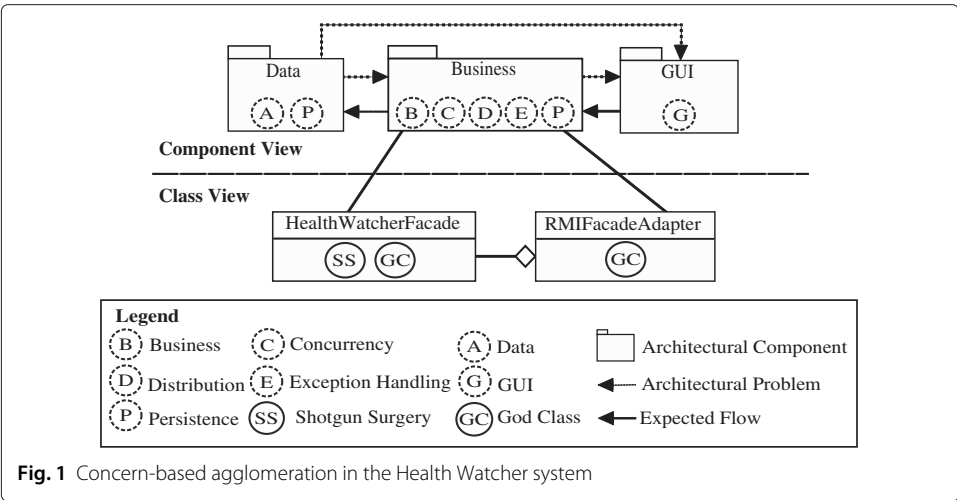 Data
Business
GUI
A P
B C D E P
G
Component View
Class View
HealthWatcherFacade
RMIFacadeAdapter
SS GC
GC
Legend
B Business
C Concurrency
A Data
Architectural Component
D Distribution
E Exception Handling
G GUI
Architectural Problem
P Persistence
SS Shotgun Surgery
GC God Class
Expected Flow
Fig. 1 Concern-based agglomeration in the Health Watcher system